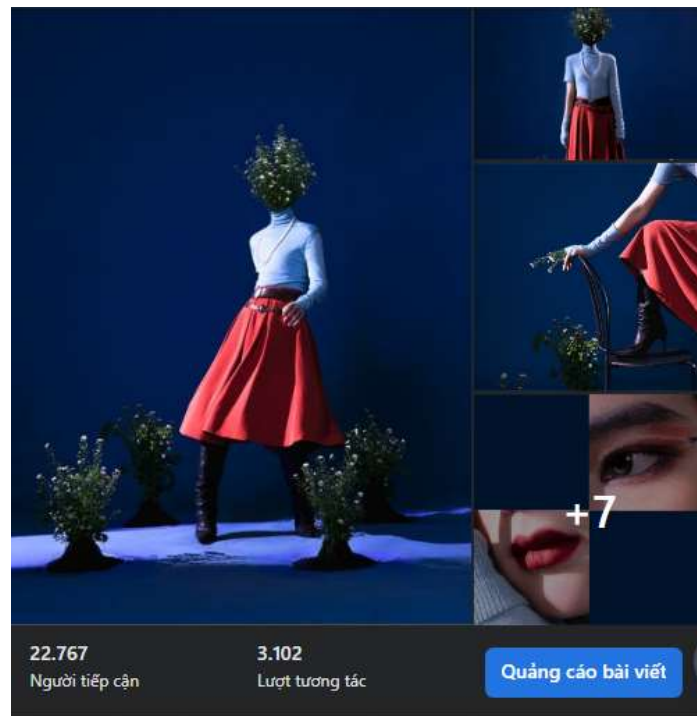 +7
22.767
Người tiếp cận
3.102
Lượt tương tác
Quảng cáo bài viết